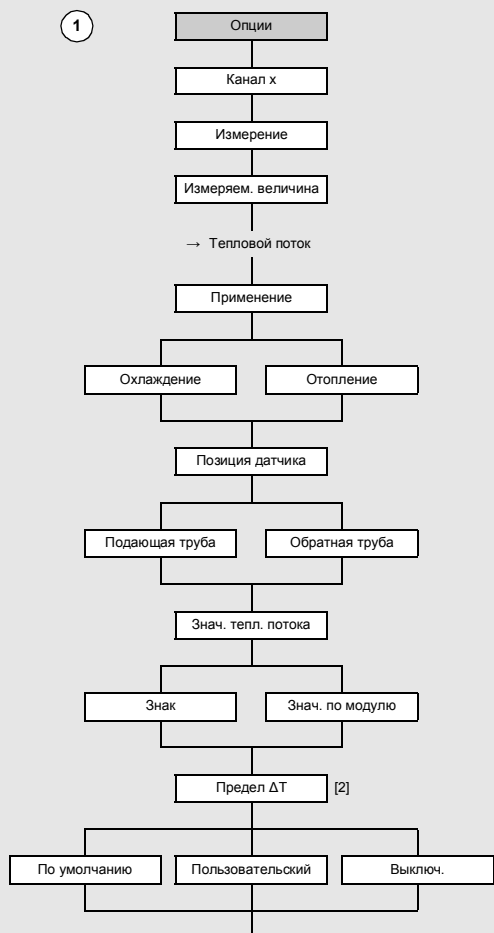 1
Опции
Канал x
Измерение
Измеряем. величина
→ Тепловой поток
Применение
Охлаждение
Отопление
Позиция датчика
Подающая труба
Обратная труба
Знач. тепл. потока
Знак
Знач. по модулю
Предел ΔT [2]
По умолчанию
Пользовательский
Выключ.